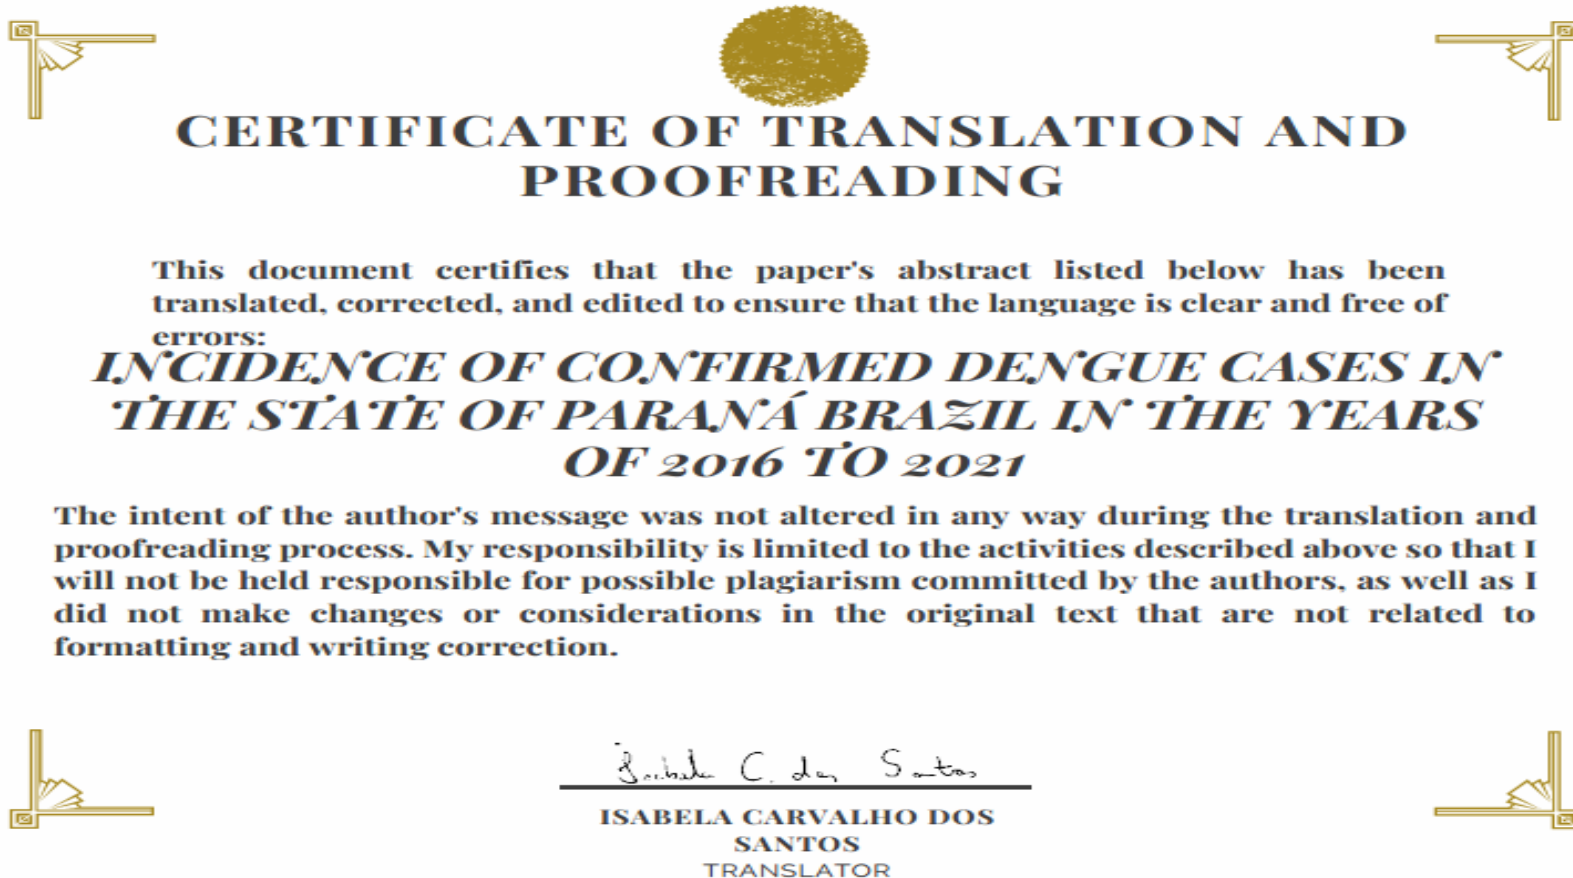 CERTIFICATE OF TRANSLATION AND
PROOFREADING
This document certifies that the paper's abstract listed below has been
translated, corrected, and edited to ensure that the language is clear and free of
errors:
INCIDENCE OF CONFIRMED DENGUE CASES IN
THE STATE OF PARANÁ BRAZIL IN THE YEARS
OF 2016 TO 2021
The intent of the author's message was not altered in any way during the translation and
proofreading process. My responsibility is limited to the activities described above so that I
will not be held responsible for possible plagiarism committed by the authors, as well as I
did not make changes or considerations in the original text that are not related to
formatting and writing correction.
Isabela C. dos Santos
ISABELA CARVALHO DOS
SANTOS
TRANSLATOR